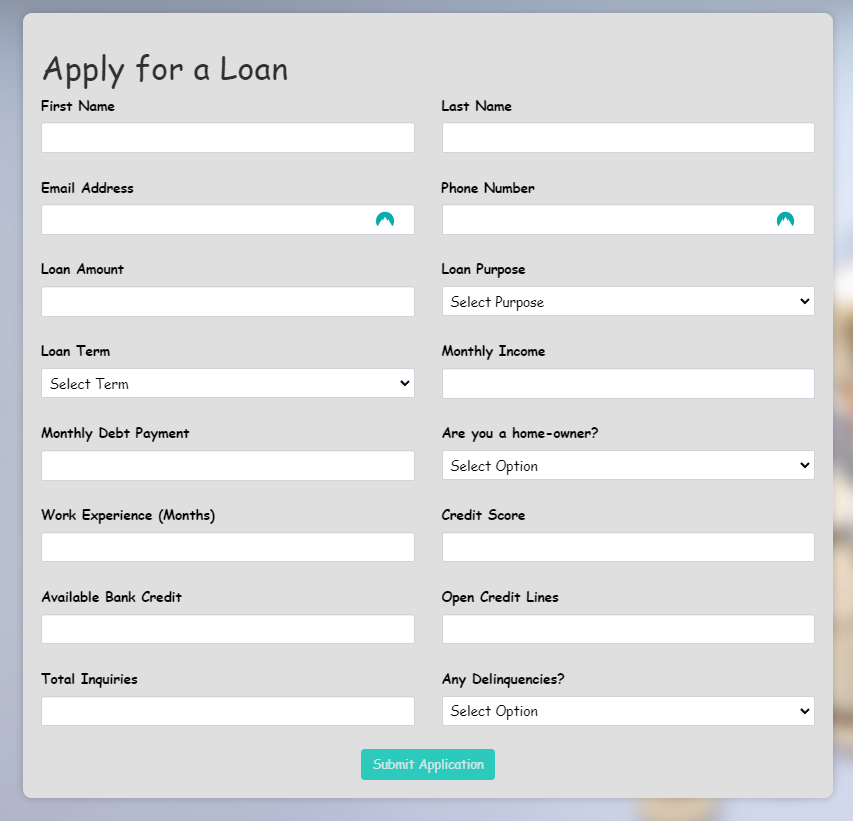 Apply for a Loan
First Name
Last Name
Email Address
Phone Number
Loan Amount
Loan Purpose
Select Purpose
Loan Term
Select Term
Monthly Income
Monthly Debt Payment
Are you a home-owner?
Select Option
Work Experience (Months)
Credit Score
Available Bank Credit
Open Credit Lines
Total Inquiries
Any Delinquencies?
Select Option
Submit Application